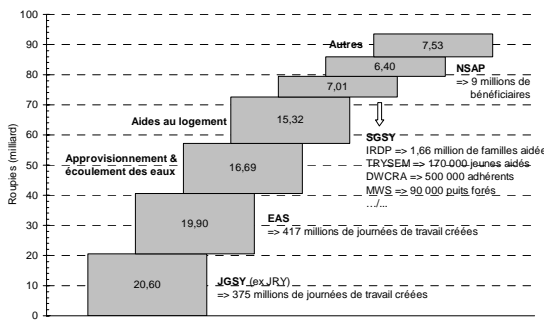 Roupies (milliard)
100
90
80
70
60
50
40
30
20
10
0
Autres
7,53
6,40
NSAP
=> 9 millions de
bénéficiaires
7,01
Aides au logement
15,32
SGSY
IRDP => 1,66 million de familles aidée
TRYSEM => 170 000 jeunes aidés
DWCRA => 500 000 adhérents
MWS => 90 000 puits forés
.../...
Approvisionnement &
écoulement des eaux
16,69
19,90
EAS
=> 417 millions de journées de travail créées
20,60
JGSY (ex JRY)
=> 375 millions de journées de travail créées